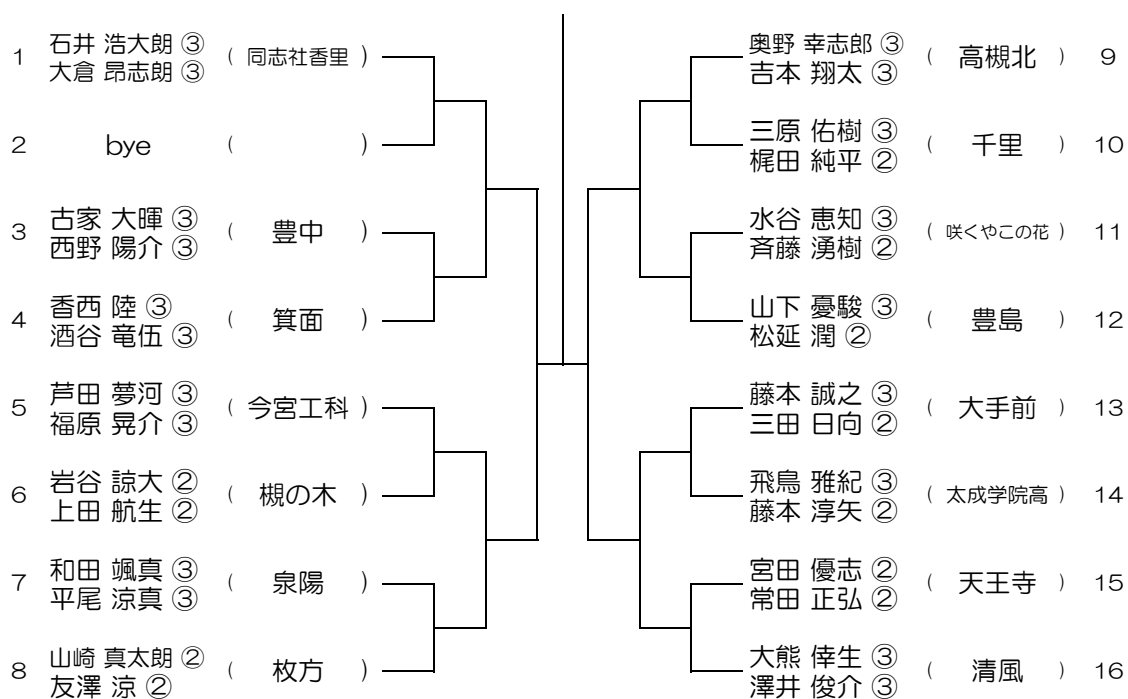 1 石井 浩大朗 ③ ( 同志社香里 )
大倉 昂志朗 ③
2 bye ( )
3 古家 大暉 ③ ( 豊中 )
西野 陽介 ③
4 香西 陸 ③ ( 箕面 )
酒谷 竜伍 ③
5 芦田 夢河 ③ ( 今宮工科 )
福原 晃介 ③
6 岩谷 諒大 ② ( 槻の木 )
上田 航生 ②
7 和田 颯真 ③ ( 泉陽 )
平尾 涼真 ③
8 山崎 真太朗 ② ( 枚方 )
友澤 涼 ②
奥野 幸志郎 ③ ( 高槻北 ) 9
吉本 翔太 ③
三原 佑樹 ③ ( 千里 ) 10
梶田 純平 ②
水谷 恵知 ③ ( 咲くやこの花 ) 11
斉藤 湧樹 ②
山下 憂駿 ③ ( 豊島 ) 12
松延 潤 ②
藤本 誠之 ③ ( 大手前 ) 13
三田 日向 ②
飛鳥 雅紀 ③ ( 太成学院高 ) 14
藤本 淳矢 ②
宮田 優志 ② ( 天王寺 ) 15
常田 正弘 ②
大熊 倖生 ③ ( 清風 ) 16
澤井 俊介 ③